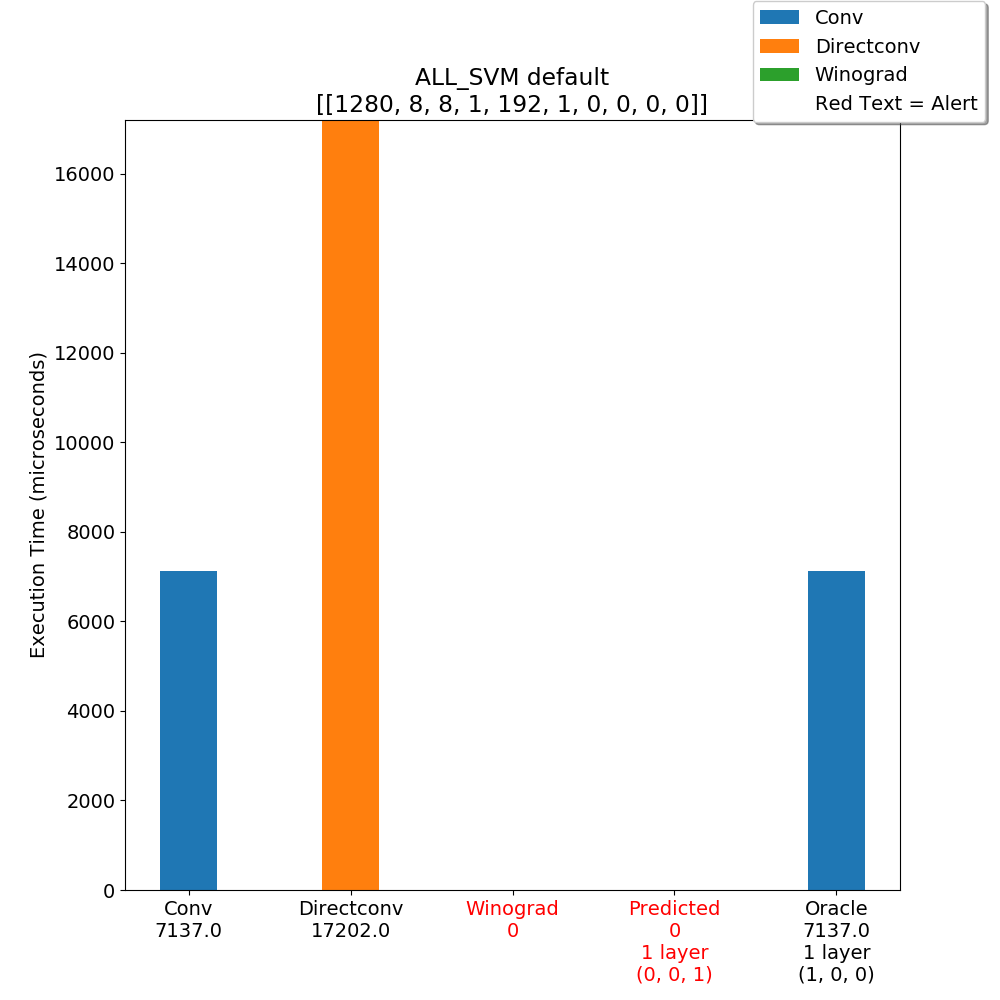 Conv
Directconv
Winograd
Red Text = Alert
ALL_SVM default
[[1280, 8, 8, 1, 192, 1, 0, 0, 0, 0]]
Execution Time (microseconds)
16000
14000
12000
10000
8000
6000
4000
2000
0
Conv
7137.0
Directconv
17202.0
Winograd
0
Predicted
0
1 layer
(0, 0, 1)
Oracle
7137.0
1 layer
(1, 0, 0)